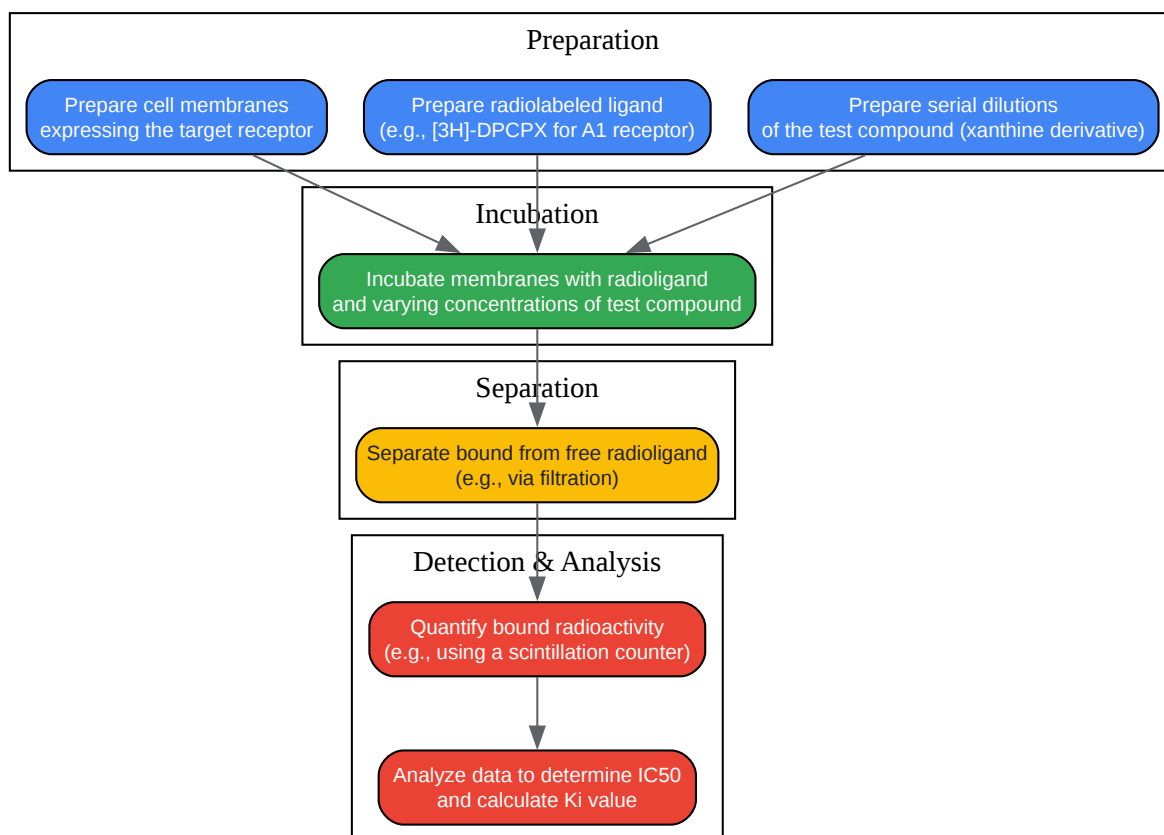 Preparation
Prepare cell membranes
expressing the target receptor
Prepare radiolabeled ligand
(e.g., [3H]-DPCPX for A1 receptor)
Prepare serial dilutions
of the test compound (xanthine derivative)
Incubation
Incubate membranes with radioligand
and varying concentrations of test compound
Separation
Separate bound from free radioligand
(e.g., via filtration)
Detection & Analysis
Quantify bound radioactivity
(e.g., using a scintillation counter)
Analyze data to determine IC50
and calculate Ki value